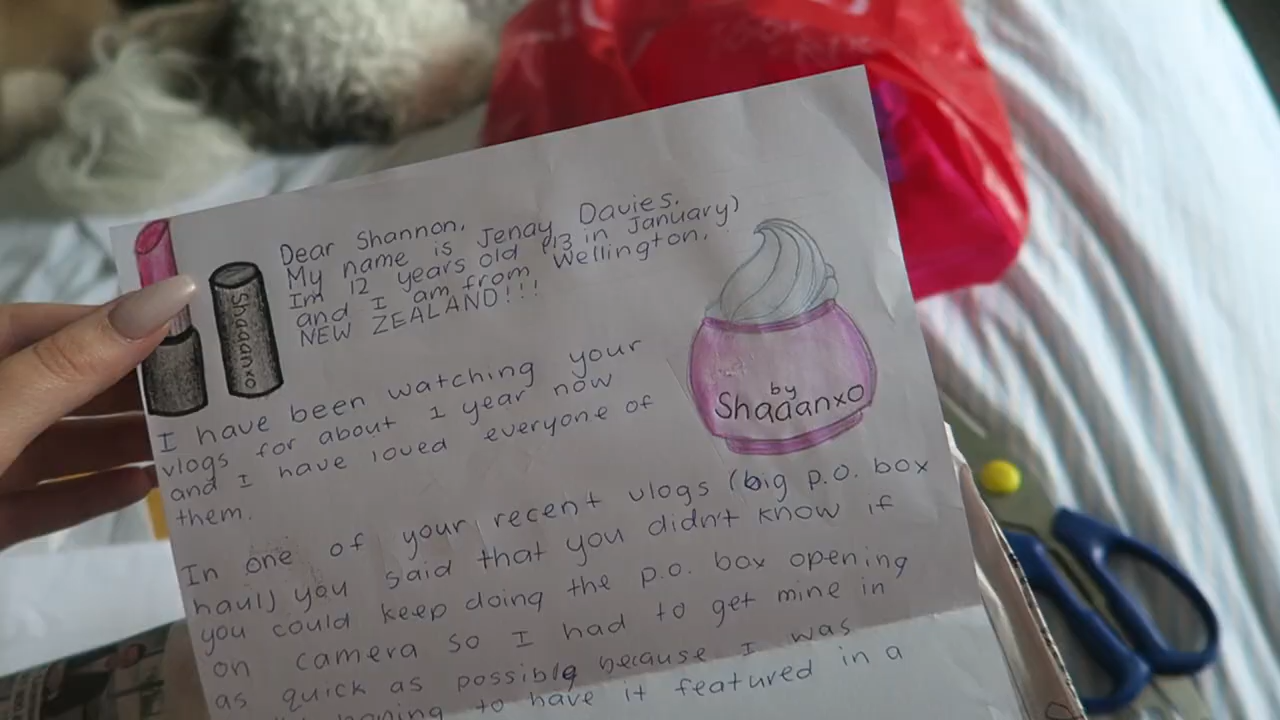 Dear Shannon,
My name is Jenay Davies.
Im 12 years old (13 in January)
and I am from Wellington,
NEW ZEALAND!!!
Shaaanxo
by
Shaaanxo
I have been watching your
vlogs for about 1 year now
and I have loved everyone of
them.
In one of your recent vlogs (big p.o. box
haul) you said that you didn't know if
you could keep doing the p.o. box opening
on camera so I had to get mine in
as quick as possible because I was
hoping to have it featured in a